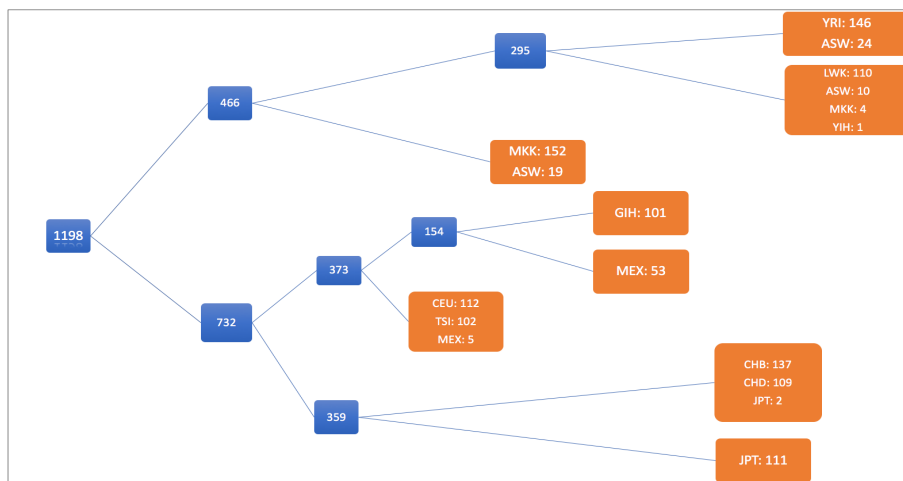 YRI: 146
ASW: 24
295
LWK: 110
ASW: 10
MKK: 4
YIH: 1
466
MKK: 152
ASW: 19
1198
GIH: 101
154
MEX: 53
373
CEU: 112
TSI: 102
MEX: 5
732
CHB: 137
CHD: 109
JPT: 2
359
JPT: 111